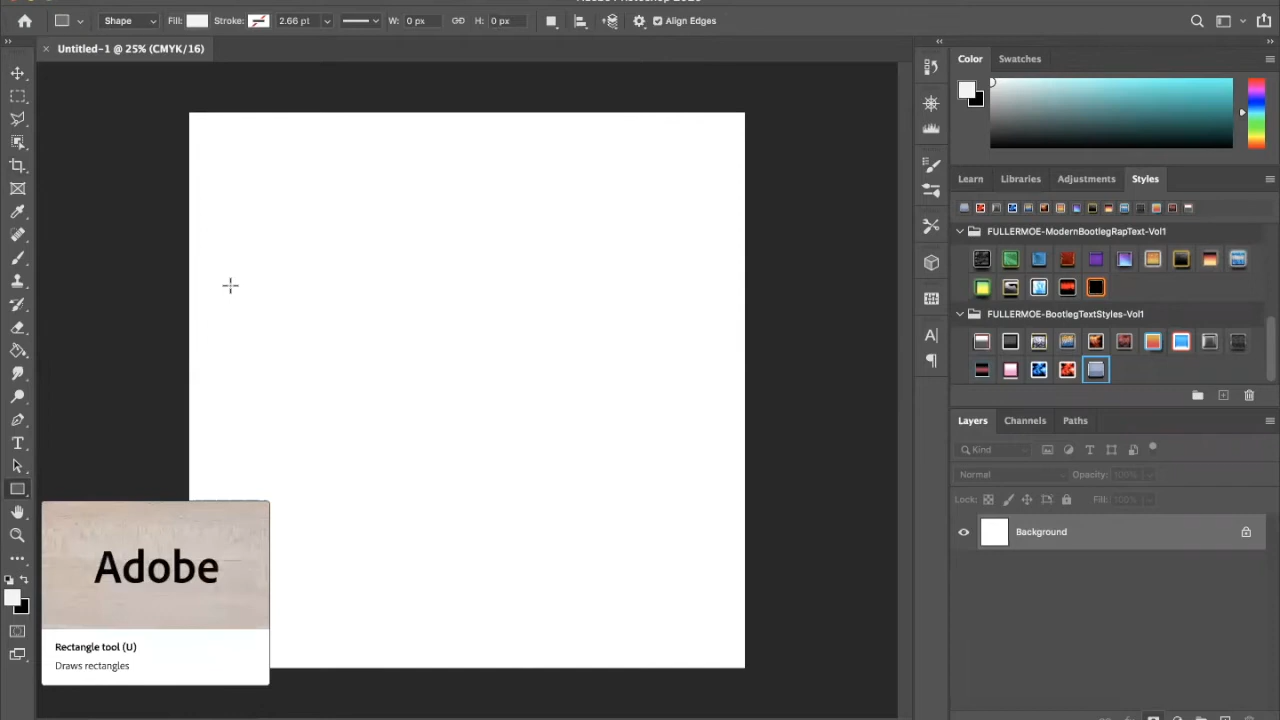 Shape
Fill:
Stroke:
2.66 pt
W:
0 px
H:
0 px
Align Edges
Untitled-1 @ 25% (CMYK/16)
Color
Swatches
Learn
Libraries
Adjustments
Styles
FULLERMOE-ModernBootlegRapText-Vol1
FULLERMOE-BootlegTextStyles-Vol1
Layers
Channels
Paths
Kind
Normal
Opacity:
100%
Lock:
Fill:
100%
Background
Adobe
Rectangle tool (U)
Draws rectangles